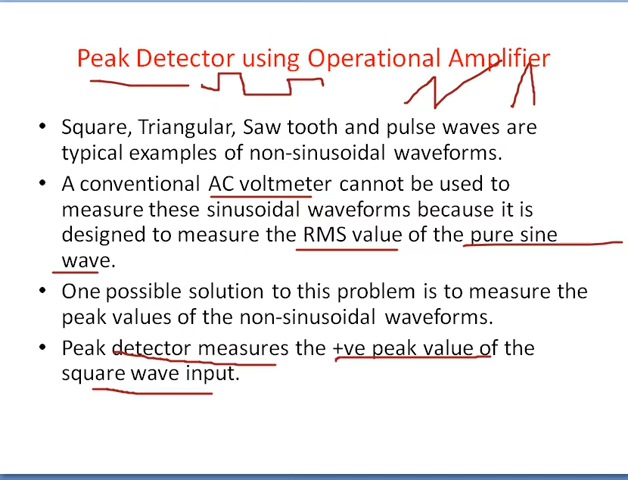 Peak Detector using Operational Amplifier
• Square, Triangular, Saw tooth and pulse waves are
typical examples of non-sinusoidal waveforms.
• A conventional AC voltmeter cannot be used to
measure these sinusoidal waveforms because it is
designed to measure the RMS value of the pure sine
wave.
• One possible solution to this problem is to measure the
peak values of the non-sinusoidal waveforms.
• Peak detector measures the +ve peak value of the
square wave input.